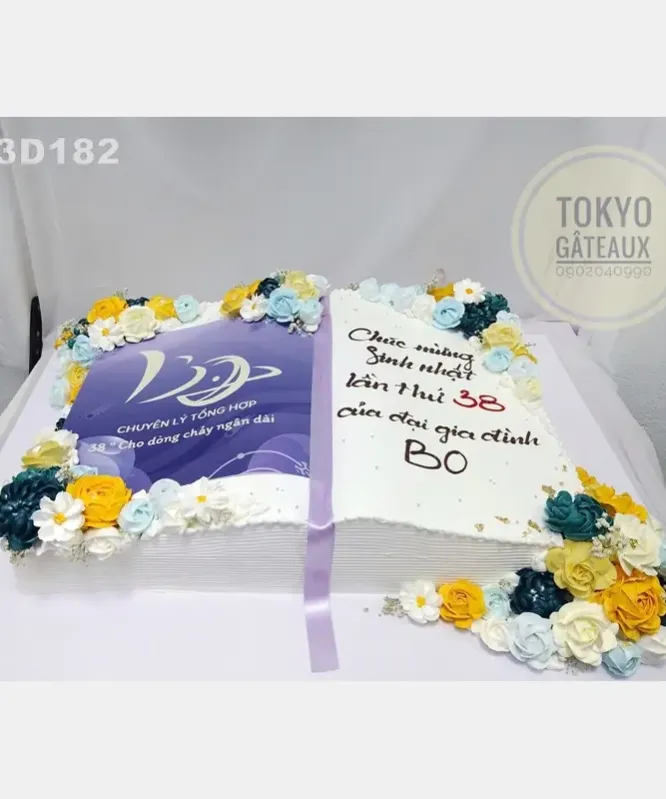 3D182
TOKYO
GÂTEAUX
0902040990
CHUYÊN LÝ TỔNG HỢP
38 " Cho dòng chảy ngân dài
Chúc mừng
Sinh nhật
lần thứ 38
của đại gia đình
BO